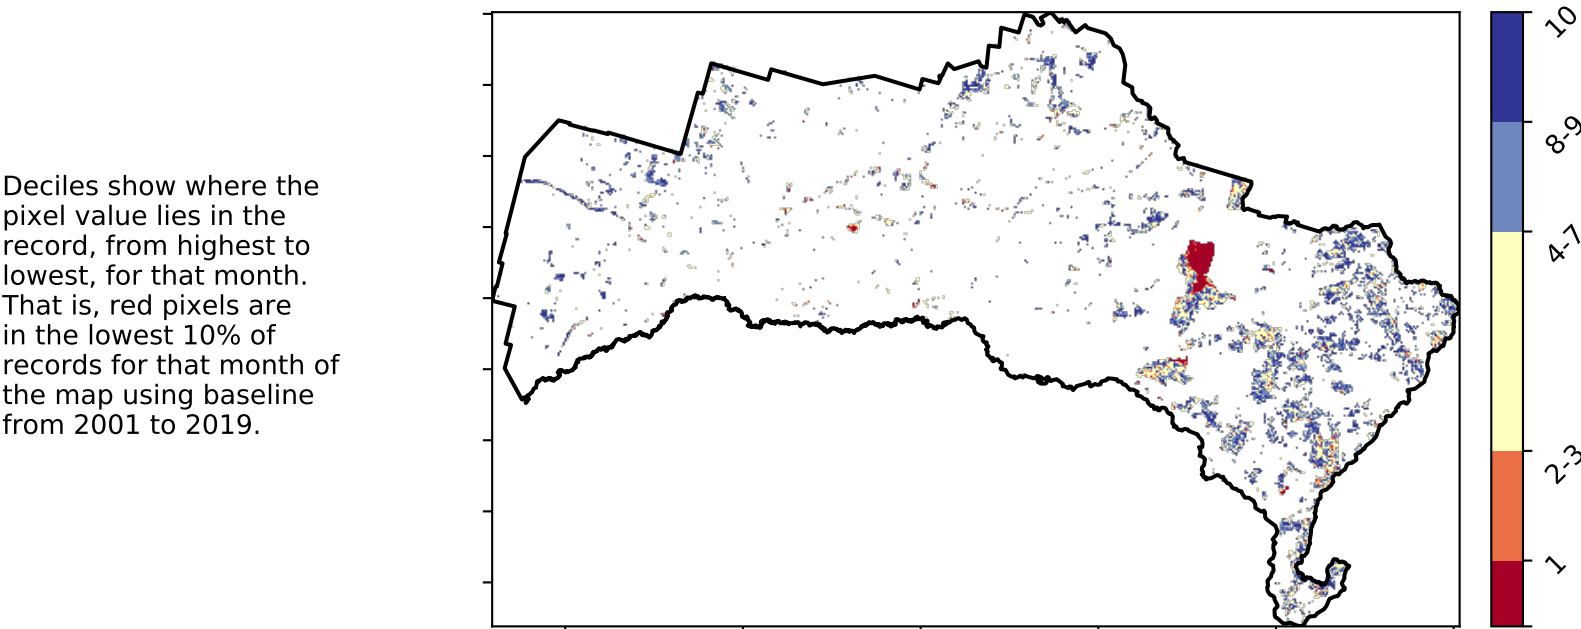 Deciles show where the
pixel value lies in the
record, from highest to
lowest, for that month.
That is, red pixels are
in the lowest 10% of
records for that month of
the map using baseline
from 2001 to 2019.
10
8-9
4-7
2-3
1